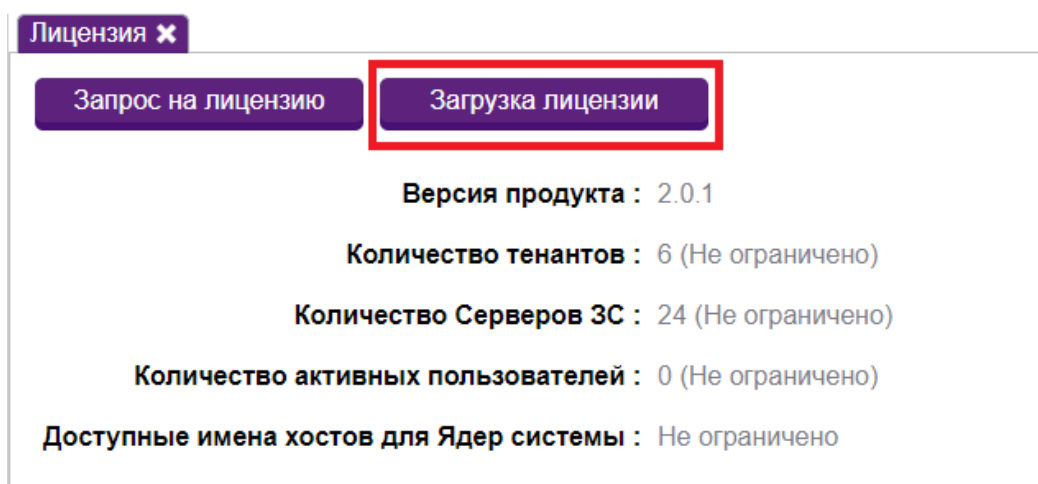 Лицензия ✖
Запрос на лицензию Загрузка лицензии
Версия продукта : 2.0.1
Количество тенантов : 6 (Не ограничено)
Количество Серверов ЗС : 24 (Не ограничено)
Количество активных пользователей : 0 (Не ограничено)
Доступные имена хостов для Ядер системы : Не ограничено